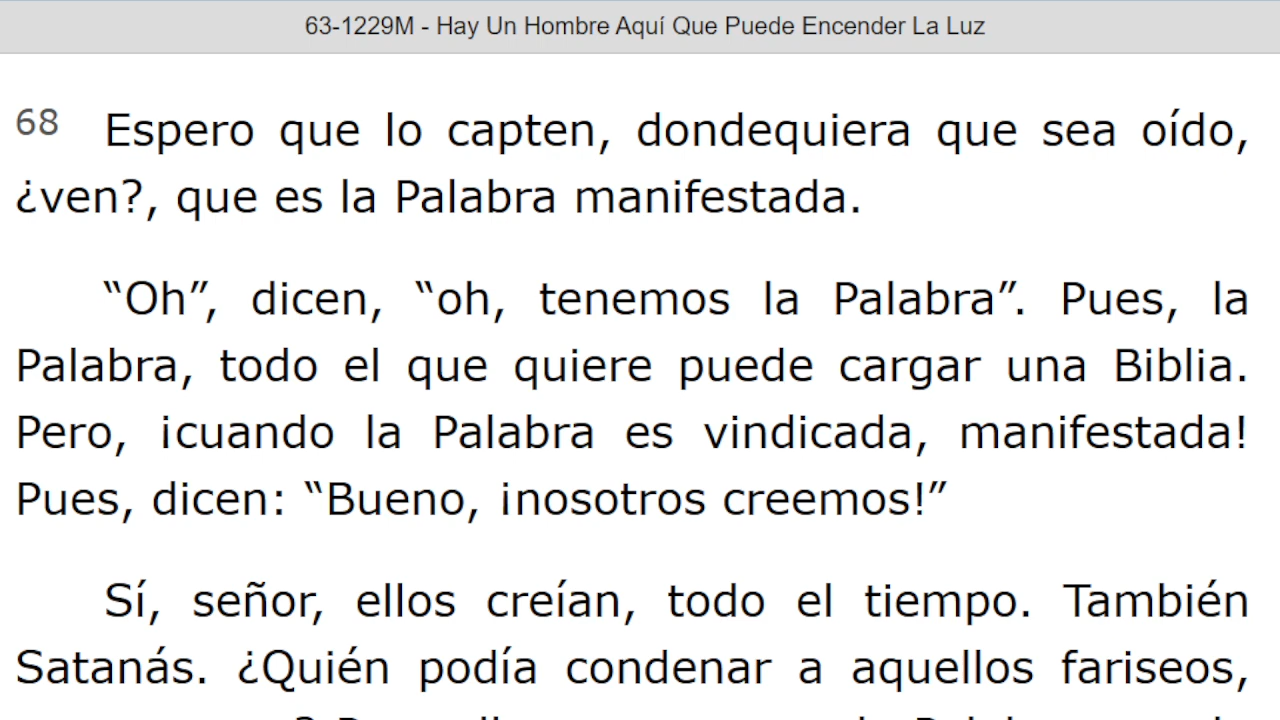 63-1229M - Hay Un Hombre Aquí Que Puede Encender La Luz
68 Espero que lo capten, dondequiera que sea oído,
¿ven?, que es la Palabra manifestada.
“Oh”, dicen, “oh, tenemos la Palabra”. Pues, la
Palabra, todo el que quiere puede cargar una Biblia.
Pero, ¡cuando la Palabra es vindicada, manifestada!
Pues, dicen: “Bueno, ¡nosotros creemos!”
Sí, señor, ellos creían, todo el tiempo. También
Satanás. ¿Quién podía condenar a aquellos fariseos,